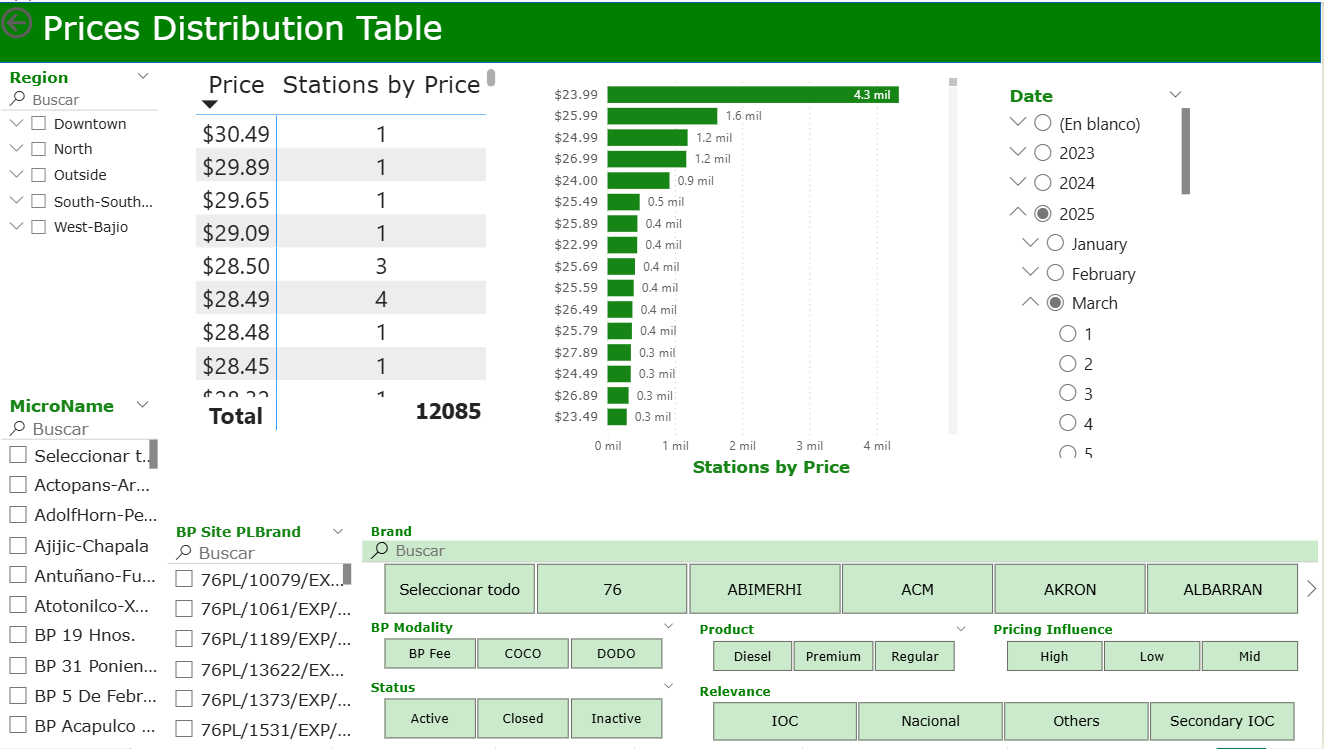 Prices Distribution Table
Region
Buscar
Downtown
North
Outside
South-South...
West-Bajio
MicroName
Buscar
Seleccionar t...
Actopans-Ar...
AdolfHorn-Pe...
Ajijic-Chapala
Antuñano-Fu...
Atotonilco-X...
BP 19 Hnos.
BP 31 Ponien...
BP 5 De Febr...
BP Acapulco ...
Price Stations by Price
$30.49 1
$29.89 1
$29.65 1
$29.09 1
$28.50 3
$28.49 4
$28.48 1
$28.45 1
Total 12085
$23.99 4.3 mil
$25.99 1.6 mil
$24.99 1.2 mil
$26.99 1.2 mil
$24.00 0.9 mil
$25.49 0.5 mil
$25.89 0.4 mil
$22.99 0.4 mil
$25.69 0.4 mil
$25.59 0.4 mil
$26.49 0.4 mil
$25.79 0.4 mil
$27.89 0.3 mil
$24.49 0.3 mil
$26.89 0.3 mil
$23.49 0.3 mil
0 mil 1 mil 2 mil 3 mil 4 mil
Stations by Price
Date
(En blanco)
2023
2024
2025
January
February
March
1
2
3
4
5
BP Site PLBrand
Buscar
76PL/10079/EX...
76PL/1061/EXP/...
76PL/1189/EXP/...
76PL/13622/EX...
76PL/1373/EXP/...
76PL/1531/EXP/...
Brand
Buscar
Seleccionar todo 76 ABIMERHI ACM AKRON ALBARRAN
BP Modality
BP Fee COCO DODO
Product
Diesel Premium Regular
Pricing Influence
High Low Mid
Status
Active Closed Inactive
Relevance
IOC Nacional Others Secondary IOC